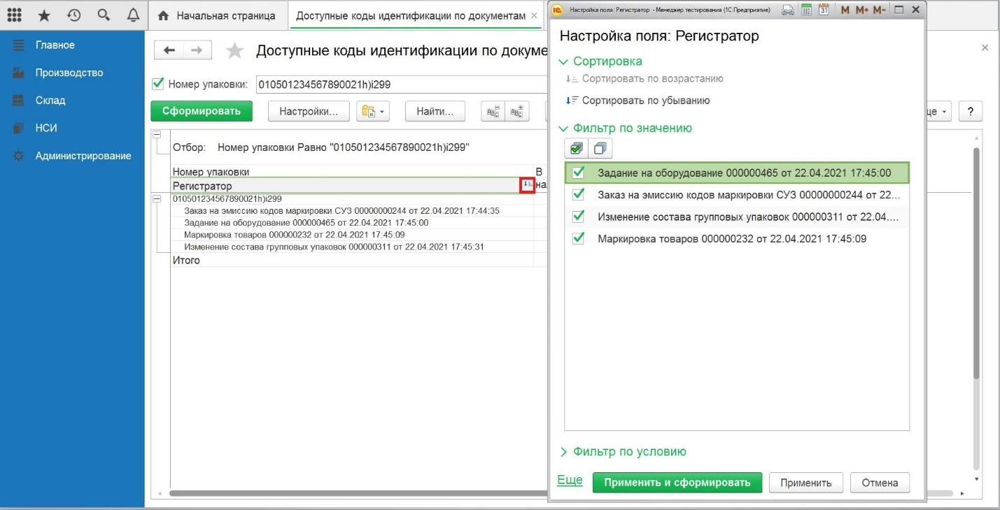 Начальная страница
Доступные коды идентификации по документам
Главное
Производство
Склад
НСИ
Администрирование
Доступные коды идентификации по докуме
Номер упаковки: 010501234567890021h)i299
Сформировать Настройки... Найти... ще ?
Отбор: Номер упаковки Равно "010501234567890021h)i299"
Номер упаковки В
Регистратор на
010501234567890021h)i299
Заказ на эмиссию кодов маркировки СУЗ 00000000244 от 22.04.2021 17:44:35
Задание на оборудование 000000465 от 22.04.2021 17:45:00
Маркировка товаров 000000232 от 22.04.2021 17:45:09
Изменение состава групповых упаковок 000000311 от 22.04.2021 17:45:31
Итого
1С Настройка поля: Регистратор - Менеджер тестирования (1С:Предприятие) 31 M M+ M-
Настройка поля: Регистратор
Сортировка
Сортировать по возрастанию
Сортировать по убыванию
Фильтр по значению
Задание на оборудование 000000465 от 22.04.2021 17:45:00
Заказ на эмиссию кодов маркировки СУЗ 00000000244 от 22...
Изменение состава групповых упаковок 000000311 от 22.04....
Маркировка товаров 000000232 от 22.04.2021 17:45:09
Фильтр по условию
Еще Применить и сформировать Применить Отмена